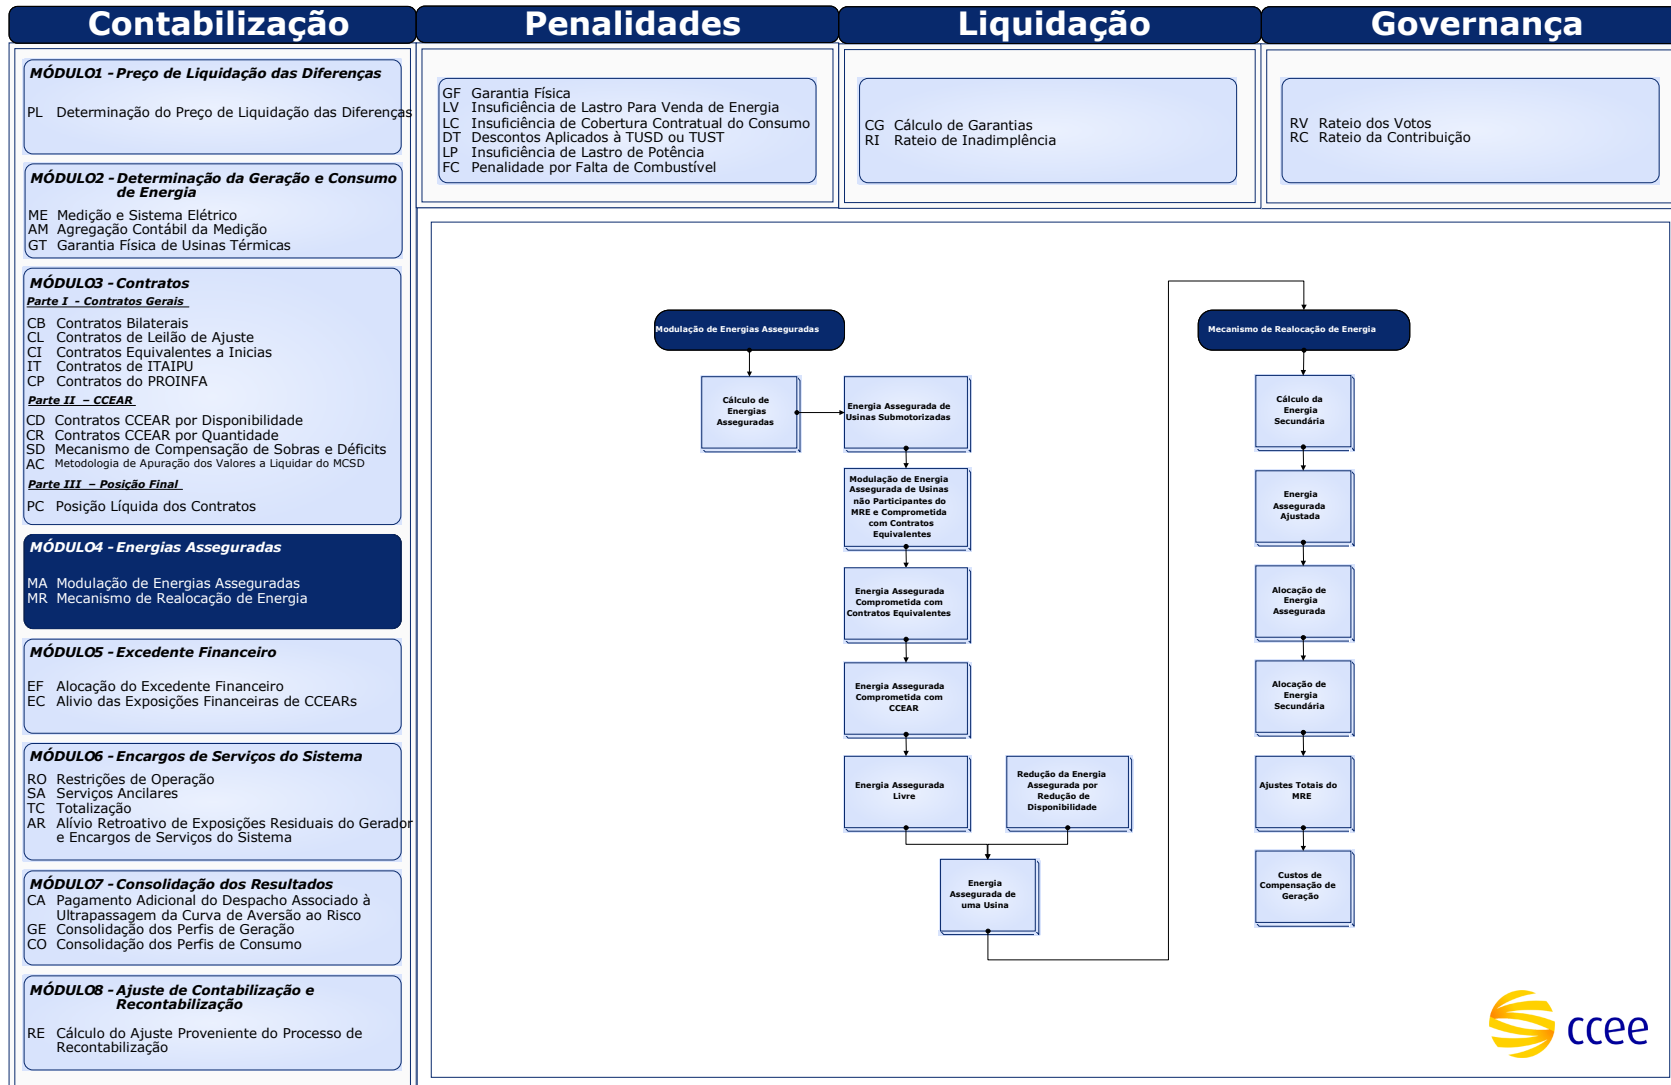 Contabilização
Penalidades
Liquidação
Governança
MÓDULO1 - Preço de Liquidação das Diferenças
PL Determinação do Preço de Liquidação das Diferenças
MÓDULO2 - Determinação da Geração e Consumo
de Energia
ME Medição e Sistema Elétrico
AM Agregação Contábil da Medição
GT Garantia Física de Usinas Térmicas
MÓDULO3 - Contratos
Parte I - Contratos Gerais
CB Contratos Bilaterais
CL Contratos de Leilão de Ajuste
CI Contratos Equivalentes a Inicias
IT Contratos de ITAIPU
CP Contratos do PROINFA
Parte II – CCEAR
CD Contratos CCEAR por Disponibilidade
CR Contratos CCEAR por Quantidade
SD Mecanismo de Compensação de Sobras e Déficits
AC Metodologia de Apuração dos Valores a Liquidar do MCSD
Parte III – Posição Final
PC Posição Líquida dos Contratos
MÓDULO4 - Energias Asseguradas
MA Modulação de Energias Asseguradas
MR Mecanismo de Realocação de Energia
MÓDULO5 - Excedente Financeiro
EF Alocação do Excedente Financeiro
EC Alivio das Exposições Financeiras de CCEARs
MÓDULO6 - Encargos de Serviços do Sistema
RO Restrições de Operação
SA Serviços Ancilares
TC Totalização
AR Alívio Retroativo de Exposições Residuais do Gerador
e Encargos de Serviços do Sistema
MÓDULO7 - Consolidação dos Resultados
CA Pagamento Adicional do Despacho Associado à
Ultrapassagem da Curva de Aversão ao Risco
GE Consolidação dos Perfis de Geração
CO Consolidação dos Perfis de Consumo
MÓDULO8 - Ajuste de Contabilização e
Recontabilização
RE Cálculo do Ajuste Proveniente do Processo de
Recontabilização
GF Garantia Física
LV Insuficiência de Lastro Para Venda de Energia
LC Insuficiência de Cobertura Contratual do Consumo
DT Descontos Aplicados à TUSD ou TUST
LP Insuficiência de Lastro de Potência
FC Penalidade por Falta de Combustível
CG Cálculo de Garantias
RI Rateio de Inadimplência
RV Rateio dos Votos
RC Rateio da Contribuição
Modulação de Energias Asseguradas
Cálculo de
Energias
Asseguradas
Energia Assegurada de
Usinas Submotorizadas
Modulação de Energia
Assegurada de Usinas
não Participantes do
MRE e Comprometida
com Contratos
Equivalentes
Energia Assegurada
Comprometida com
Contratos Equivalentes
Energia Assegurada
Comprometida com
CCEAR
Energia Assegurada
Livre
Redução da Energia
Assegurada por
Redução de
Disponibilidade
Energia
Assegurada de
uma Usina
Mecanismo de Realocação de Energia
Cálculo da
Energia
Secundária
Energia
Assegurada
Ajustada
Alocação de
Energia
Assegurada
Alocação de
Energia
Secundária
Ajustes Totais do
MRE
Custos de
Compensação de
Geração
ccee